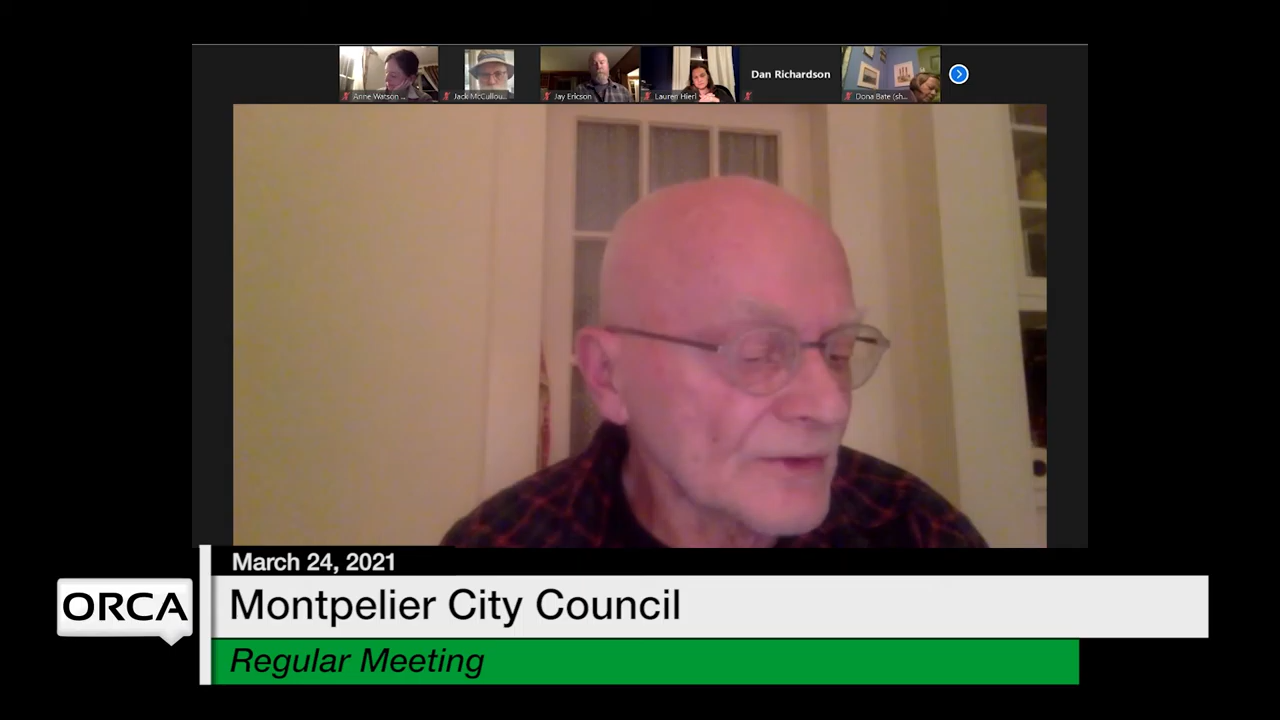 Anne Watson ...
Jack McCullou...
Jay Ericson
Lauren Hierl
Dan Richardson
Dona Bate (sh...
March 24, 2021
ORCA
Montpelier City Council
Regular Meeting